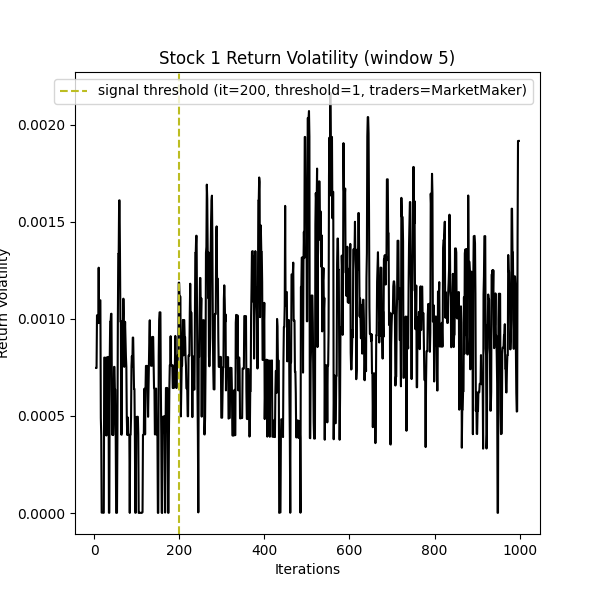 Stock 1 Return Volatility (window 5)
signal threshold (it=200, threshold=1, traders=MarketMaker)
0.0020
0.0015
0.0010
0.0005
0.0000
Return Volatility
0
200
400
600
800
1000
Iterations